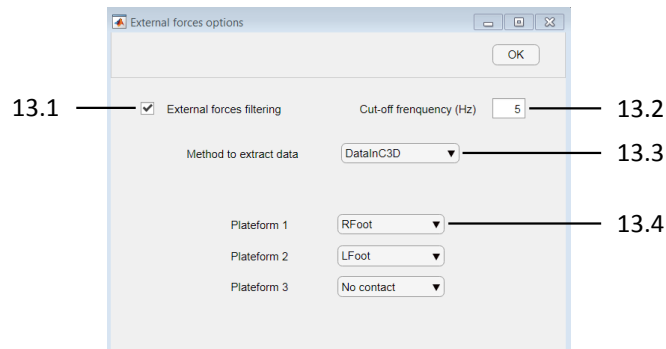 External forces options
OK
13.1 External forces filtering Cut-off frenquency (Hz) 5 13.2
Method to extract data DataInC3D 13.3
Plateform 1 RFoot 13.4
Plateform 2 LFoot
Plateform 3 No contact